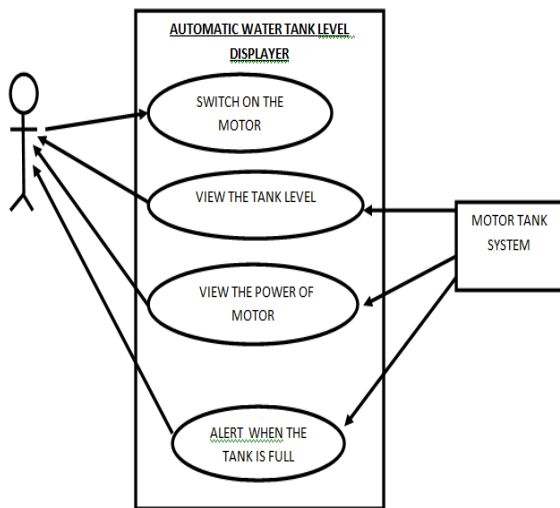 AUTOMATIC WATER TANK LEVEL
DISPLAYER
SWITCH ON THE
MOTOR
VIEW THE TANK LEVEL
MOTOR TANK
SYSTEM
VIEW THE POWER OF
MOTOR
ALERT WHEN THE
TANK IS FULL